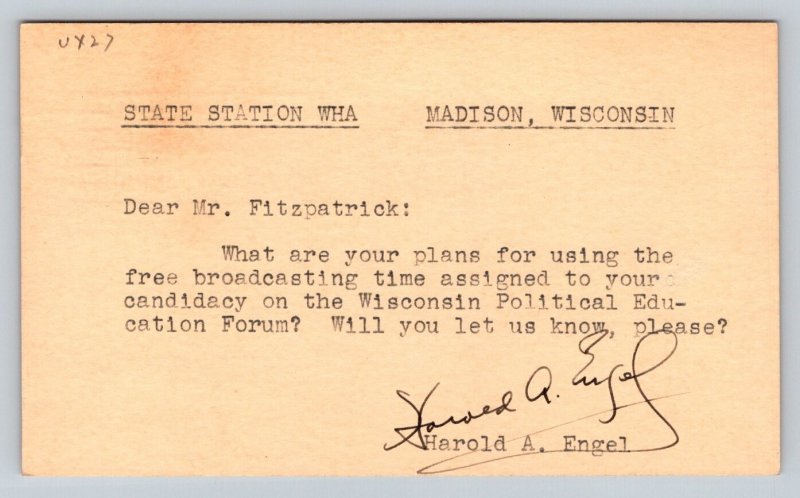 UX27
STATE STATION WHA MADISON, WISCONSIN
Dear Mr. Fitzpatrick:
What are your plans for using the
free broadcasting time assigned to your
candidacy on the Wisconsin Political Edu-
cation Forum? Will you let us know, please?
Harold A. Engel
Harold A. Engel